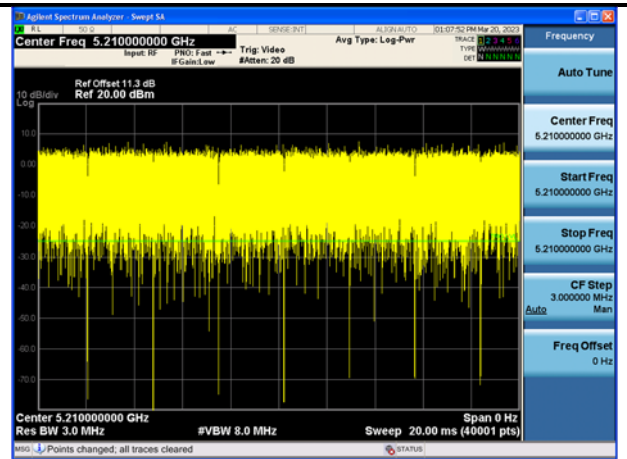 Agilent Spectrum Analyzer - Swept SA
RL 50 Ω AC SENSE:INT ALIGN AUTO 01:07:52 PM Mar 20, 2023
Center Freq 5.210000000 GHz
Input: RF PNO: Fast
IFGain:Low
Trig: Video
#Atten: 20 dB
Avg Type: Log-Pwr
TRACE 1 2 3 4 5 6
TYPE
DET N N N N N N
Ref Offset 11.3 dB
10 dB/div Ref 20.00 dBm
Log
10.0
0.00
-10.0
-20.0
-30.0
-40.0
-50.0
-60.0
-70.0
Center 5.210000000 GHz Span 0 Hz
Res BW 3.0 MHz #VBW 8.0 MHz Sweep 20.00 ms (40001 pts)
MSG Points changed; all traces cleared STATUS
Frequency
Auto Tune
Center Freq
5.210000000 GHz
Start Freq
5.210000000 GHz
Stop Freq
5.210000000 GHz
CF Step
3.000000 MHz
Auto Man
Freq Offset
0 Hz